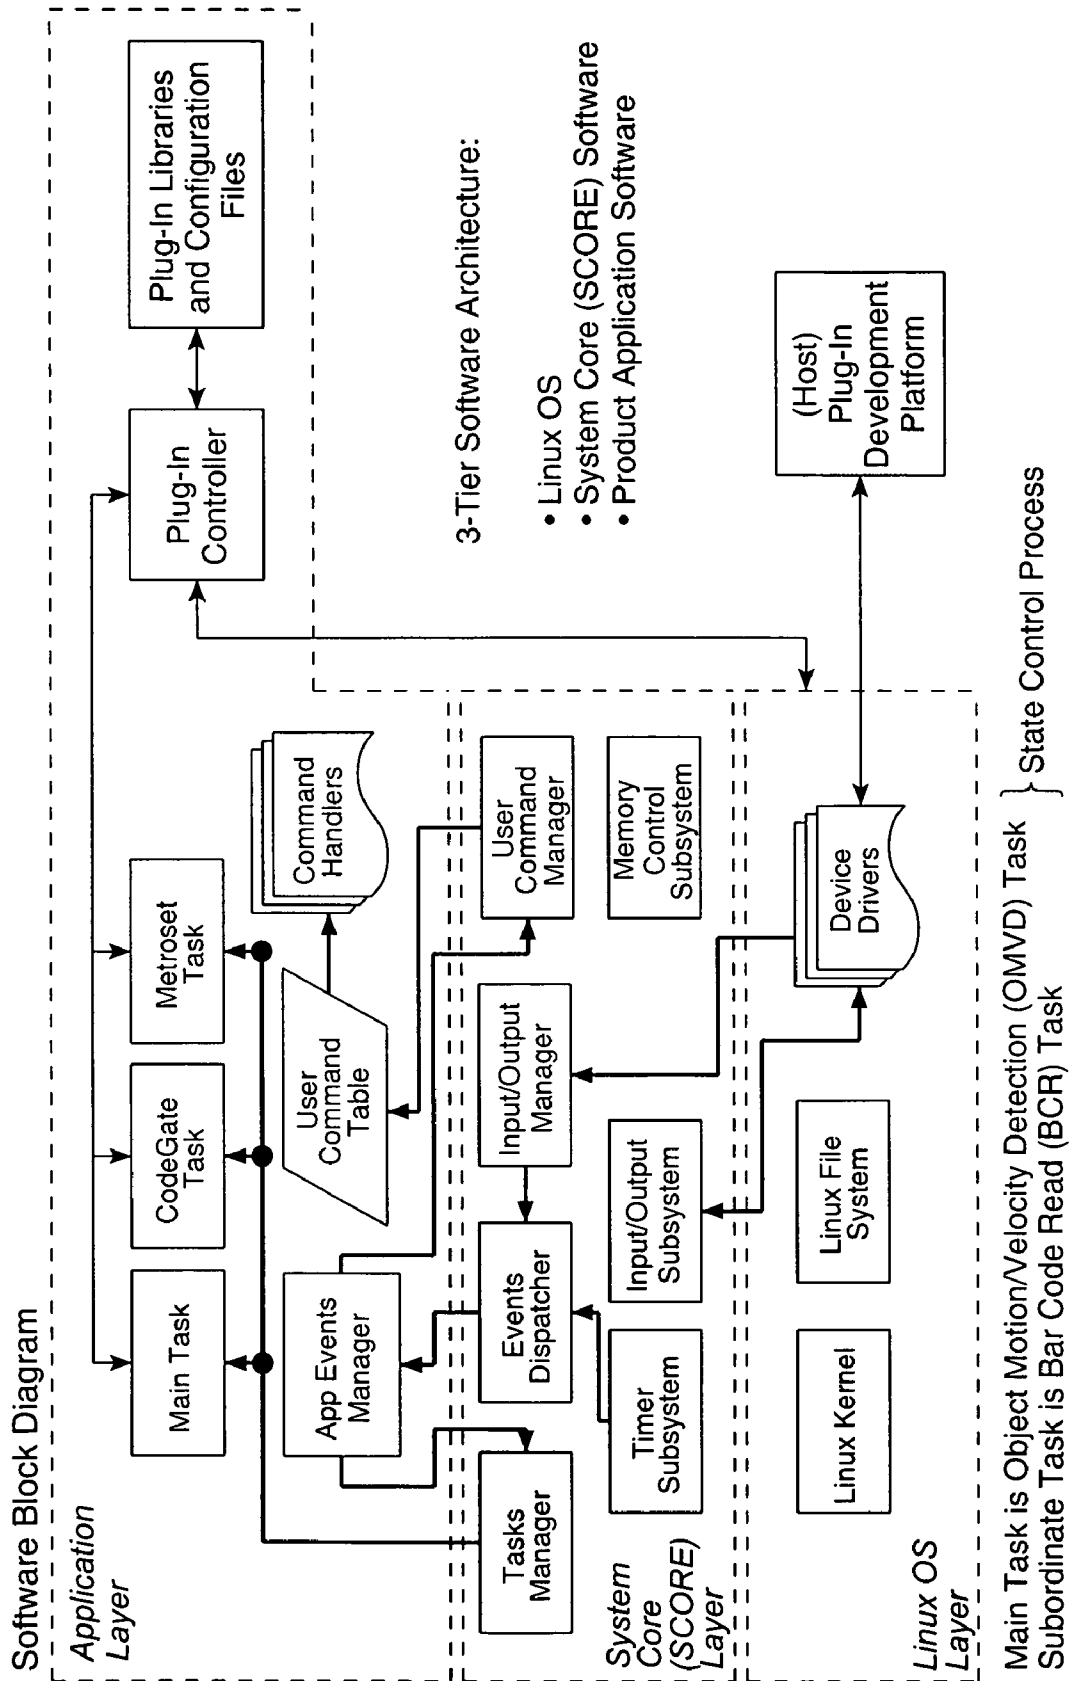 Software Block Diagram
Application
Layer
Main Task
CodeGate
Task
Metroset
Task
Plug-In
Controller
Plug-In Libraries
and Configuration
Files
App Events
Manager
User
Command
Table
Command
Handlers
3-Tier Software Architecture:
• Linux OS
• System Core (SCORE) Software
• Product Application Software
Tasks
Manager
Events
Dispatcher
Input/Output
Manager
User
Command
Manager
System
Core
(SCORE)
Layer
Timer
Subsystem
Input/Output
Subsystem
Memory
Control
Subsystem
Linux OS
Layer
Linux Kernel
Linux File
System
Device
Drivers
(Host)
Plug-In
Development
Platform
Main Task is Object Motion/Velocity Detection (OMVD) Task
Subordinate Task is Bar Code Read (BCR) Task
} State Control Process